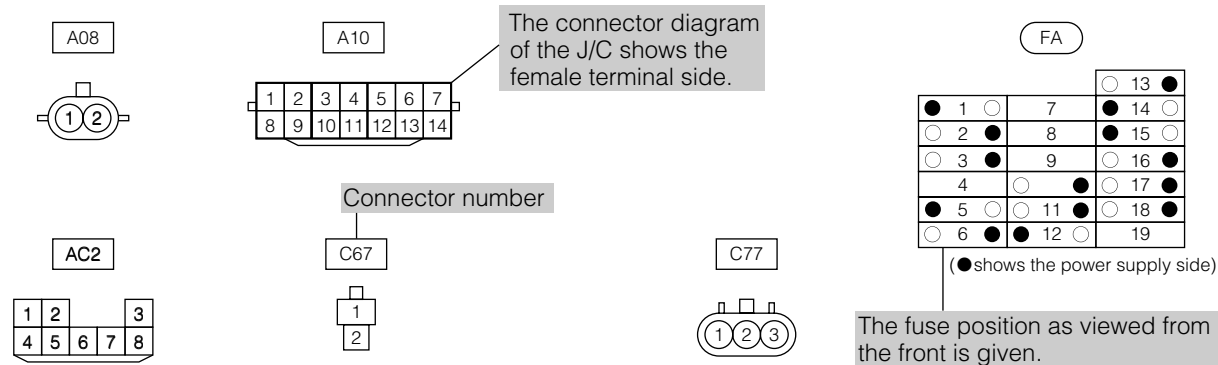 A08
1 2
A10
1 2 3 4 5 6 7
8 9 10 11 12 13 14
The connector diagram
of the J/C shows the
female terminal side.
FA
13
1 7 14
2 8 15
3 9 16
4 17
5 11 18
6 12 19
(●shows the power supply side)
The fuse position as viewed from
the front is given.
AC2
1 2 3
4 5 6 7 8
Connector number
C67
1
2
C77
1 2 3